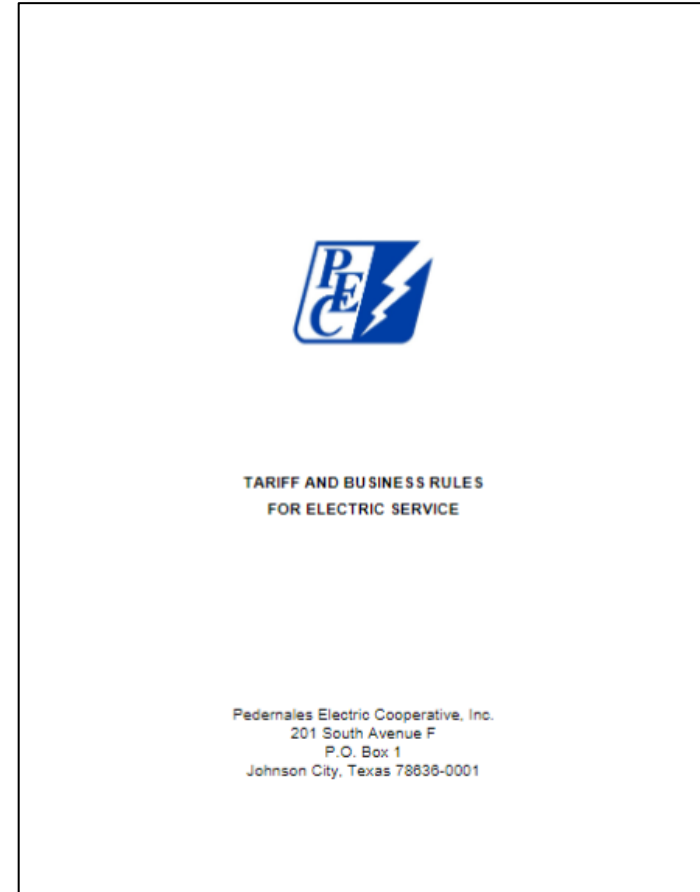 PEC
TARIFF AND BUSINESS RULES
FOR ELECTRIC SERVICE
Pedernales Electric Cooperative, Inc.
201 South Avenue F
P.O. Box 1
Johnson City, Texas 78636-0001